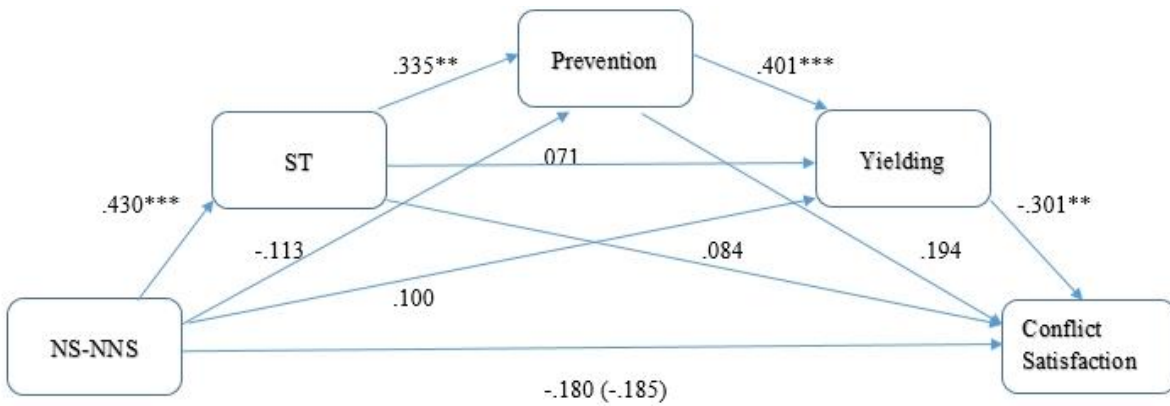 Prevention
.335**
.401***
ST
071
Yielding
.430***
-.301**
-.113
.084
.194
.100
NS-NNS
Conflict
Satisfaction
-.180 (-.185)